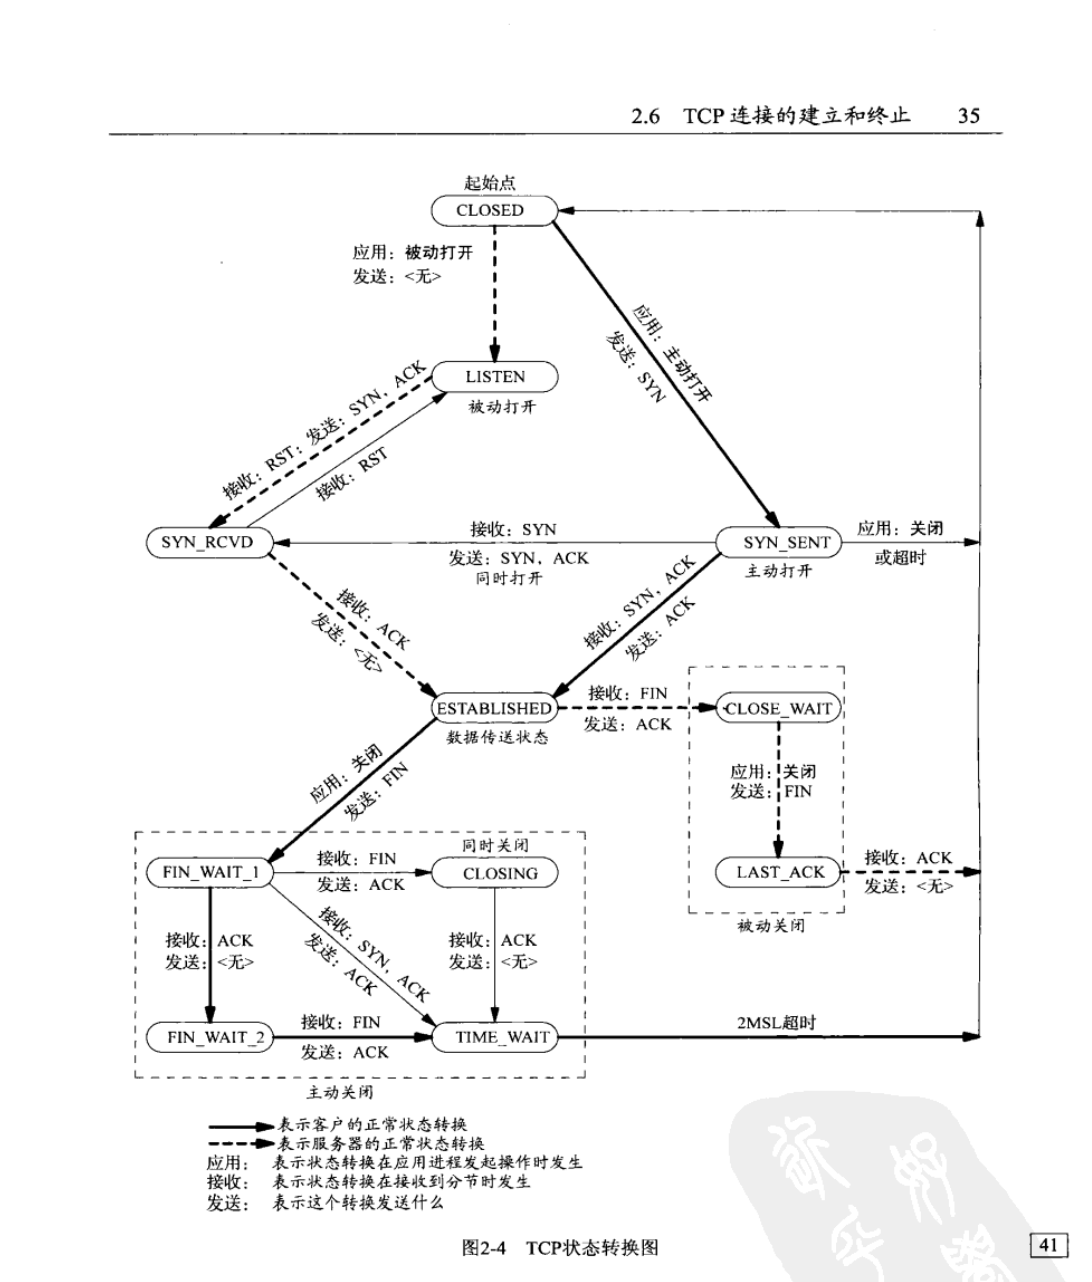 2.6 TCP 连接的建立和终止 35
起始点
CLOSED
应用：被动打开
发送：<无>
应用：主动打开
发送：SYN
LISTEN
被动打开
接收：RST；发送：SYN，ACK
接收：RST
SYN_RCVD
接收：SYN
发送：SYN，ACK
同时打开
SYN_SENT
主动打开
应用：关闭
或超时
接收：ACK
发送：<无>
接收：SYN，ACK
发送：ACK
ESTABLISHED
数据传送状态
接收：FIN
发送：ACK
CLOSE_WAIT
应用：关闭
发送：FIN
应用：关闭
发送：FIN
LAST_ACK
接收：ACK
发送：<无>
被动关闭
FIN_WAIT_1
接收：FIN
发送：ACK
同时关闭
CLOSING
接收：ACK
发送：<无>
接收：SYN，ACK
发送：ACK
接收：ACK
发送：<无>
FIN_WAIT_2
接收：FIN
发送：ACK
TIME_WAIT
2MSL超时
主动关闭
表示客户的正常状态转换
表示服务器的正常状态转换
应用： 表示状态转换在应用进程发起操作时发生
接收： 表示状态转换在接收到分节时发生
发送： 表示这个转换发送什么
图2-4 TCP状态转换图
41